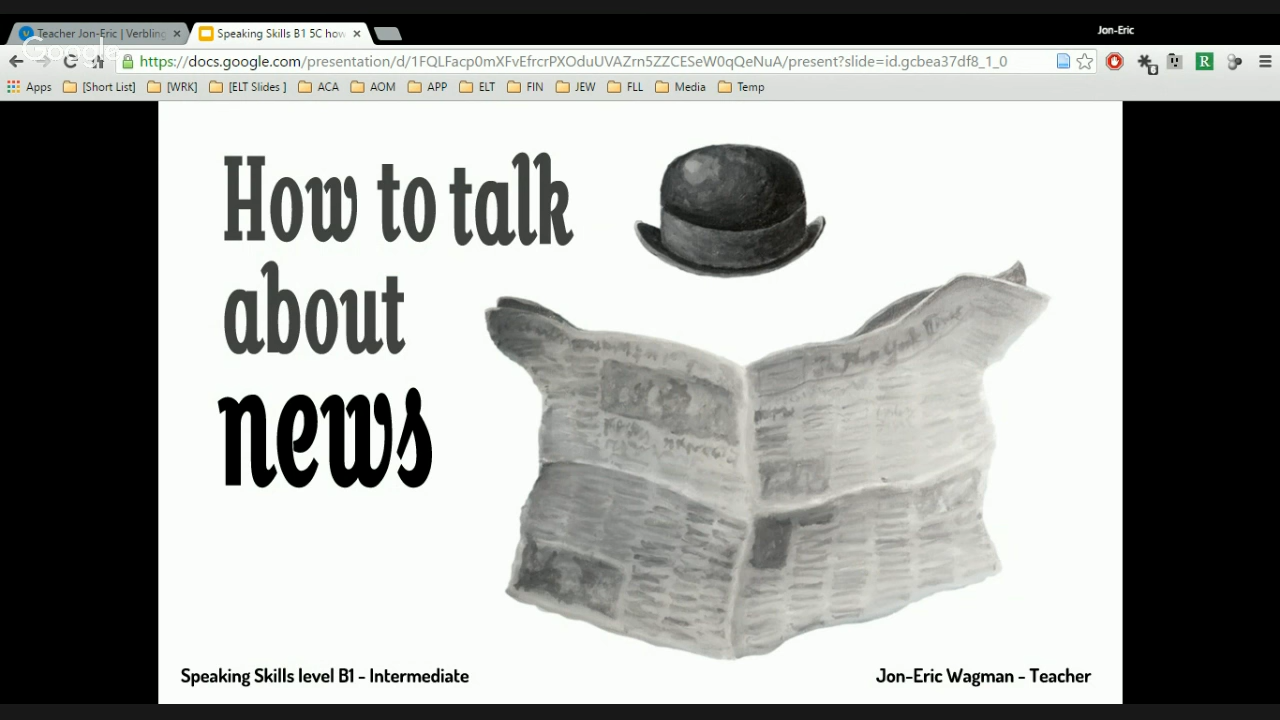 Jon-Eric
Teacher Jon-Eric | Verbling
Speaking Skills B1 5C how
Google
https://docs.google.com/presentation/d/1FQLFacp0mXFvEfrcrPXOduUVAZrn5ZZCESeW0qQeNuA/present?slide=id.gcbea37df8_1_0
Apps [Short List] [WRK] [ELT Slides ] ACA AOM APP ELT FIN JEW FLL Media Temp
How to talk
about
news
Speaking Skills level B1 - Intermediate
Jon-Eric Wagman - Teacher